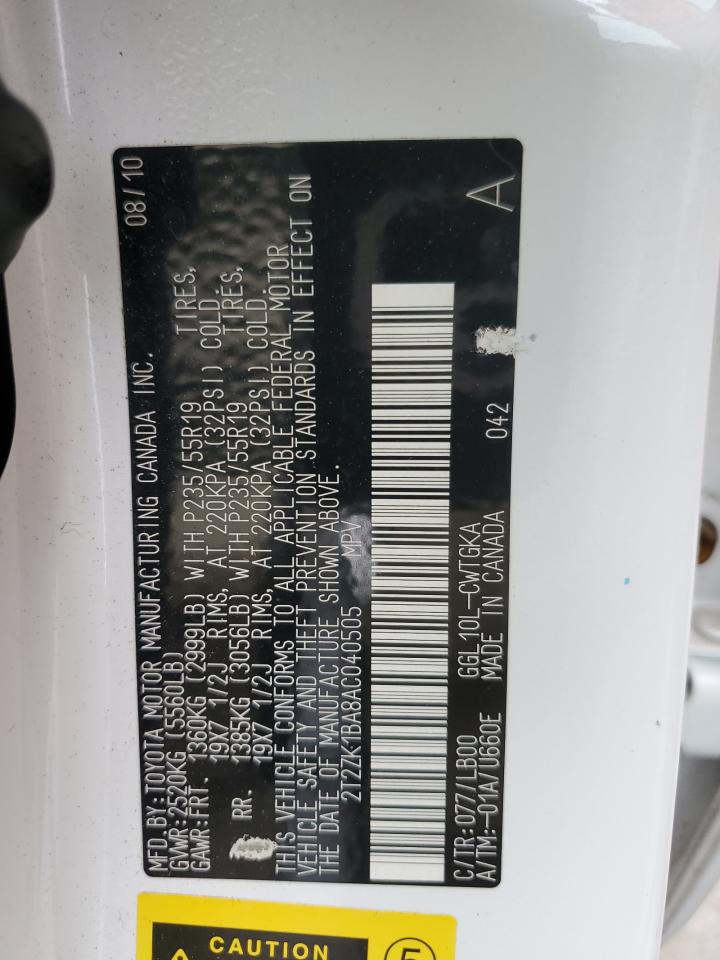 MFD. BY: TOYOTA MOTOR MANUFACTURING CANADA INC. 08/10
GVWR: 2520KG (5560LB)
GAWR: FRT. 1360KG (2999LB) WITH P235/55R19 TIRES,
19X7 1/2J RIMS, AT 220KPA (32PSI) COLD.
RR. 1385KG (3056LB) WITH P235/55R19 TIRES,
19X7 1/2J RIMS, AT 220KPA (32PSI) COLD.
THIS VEHICLE CONFORMS TO ALL APPLICABLE FEDERAL MOTOR
VEHICLE SAFETY AND THEFT PREVENTION STANDARDS IN EFFECT ON
THE DATE OF MANUFACTURE SHOWN ABOVE.
2T2ZK1BA8AC040505 MPV
C/TR: 077/LB00 GGL10L-CWTGKA 042 A
A/TM: -01A/U660E MADE IN CANADA
CAUTION
5